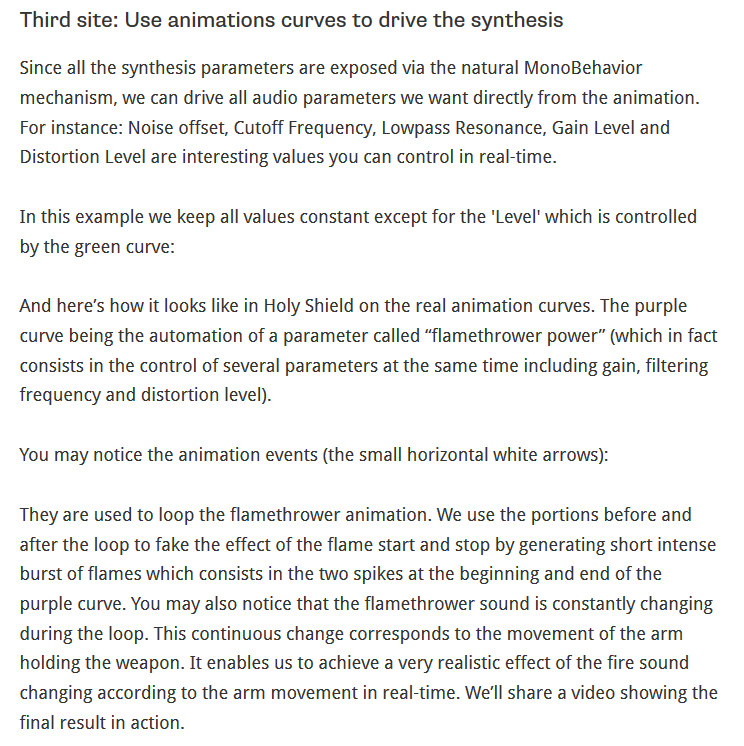 Third site: Use animations curves to drive the synthesis
Since all the synthesis parameters are exposed via the natural MonoBehavior
mechanism, we can drive all audio parameters we want directly from the animation.
For instance: Noise offset, Cutoff Frequency, Lowpass Resonance, Gain Level and
Distortion Level are interesting values you can control in real-time.
In this example we keep all values constant except for the 'Level' which is controlled
by the green curve:
And here’s how it looks like in Holy Shield on the real animation curves. The purple
curve being the automation of a parameter called “flamethrower power” (which in fact
consists in the control of several parameters at the same time including gain, filtering
frequency and distortion level).
You may notice the animation events (the small horizontal white arrows):
They are used to loop the flamethrower animation. We use the portions before and
after the loop to fake the effect of the flame start and stop by generating short intense
burst of flames which consists in the two spikes at the beginning and end of the
purple curve. You may also notice that the flamethrower sound is constantly changing
during the loop. This continuous change corresponds to the movement of the arm
holding the weapon. It enables us to achieve a very realistic effect of the fire sound
changing according to the arm movement in real-time. We’ll share a video showing the
final result in action.